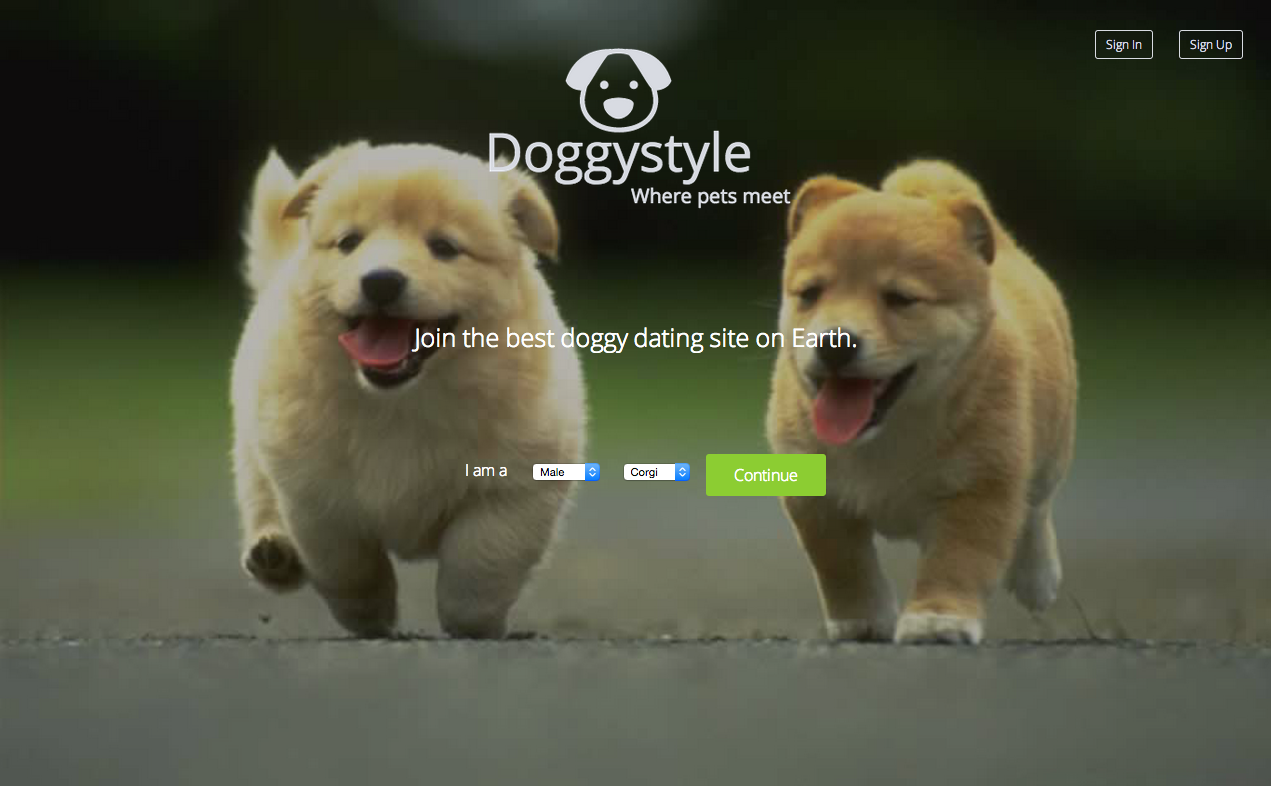 Sign In
Sign Up
Doggystyle
Where pets meet
Join the best doggy dating site on Earth.
I am a Male Corgi Continue